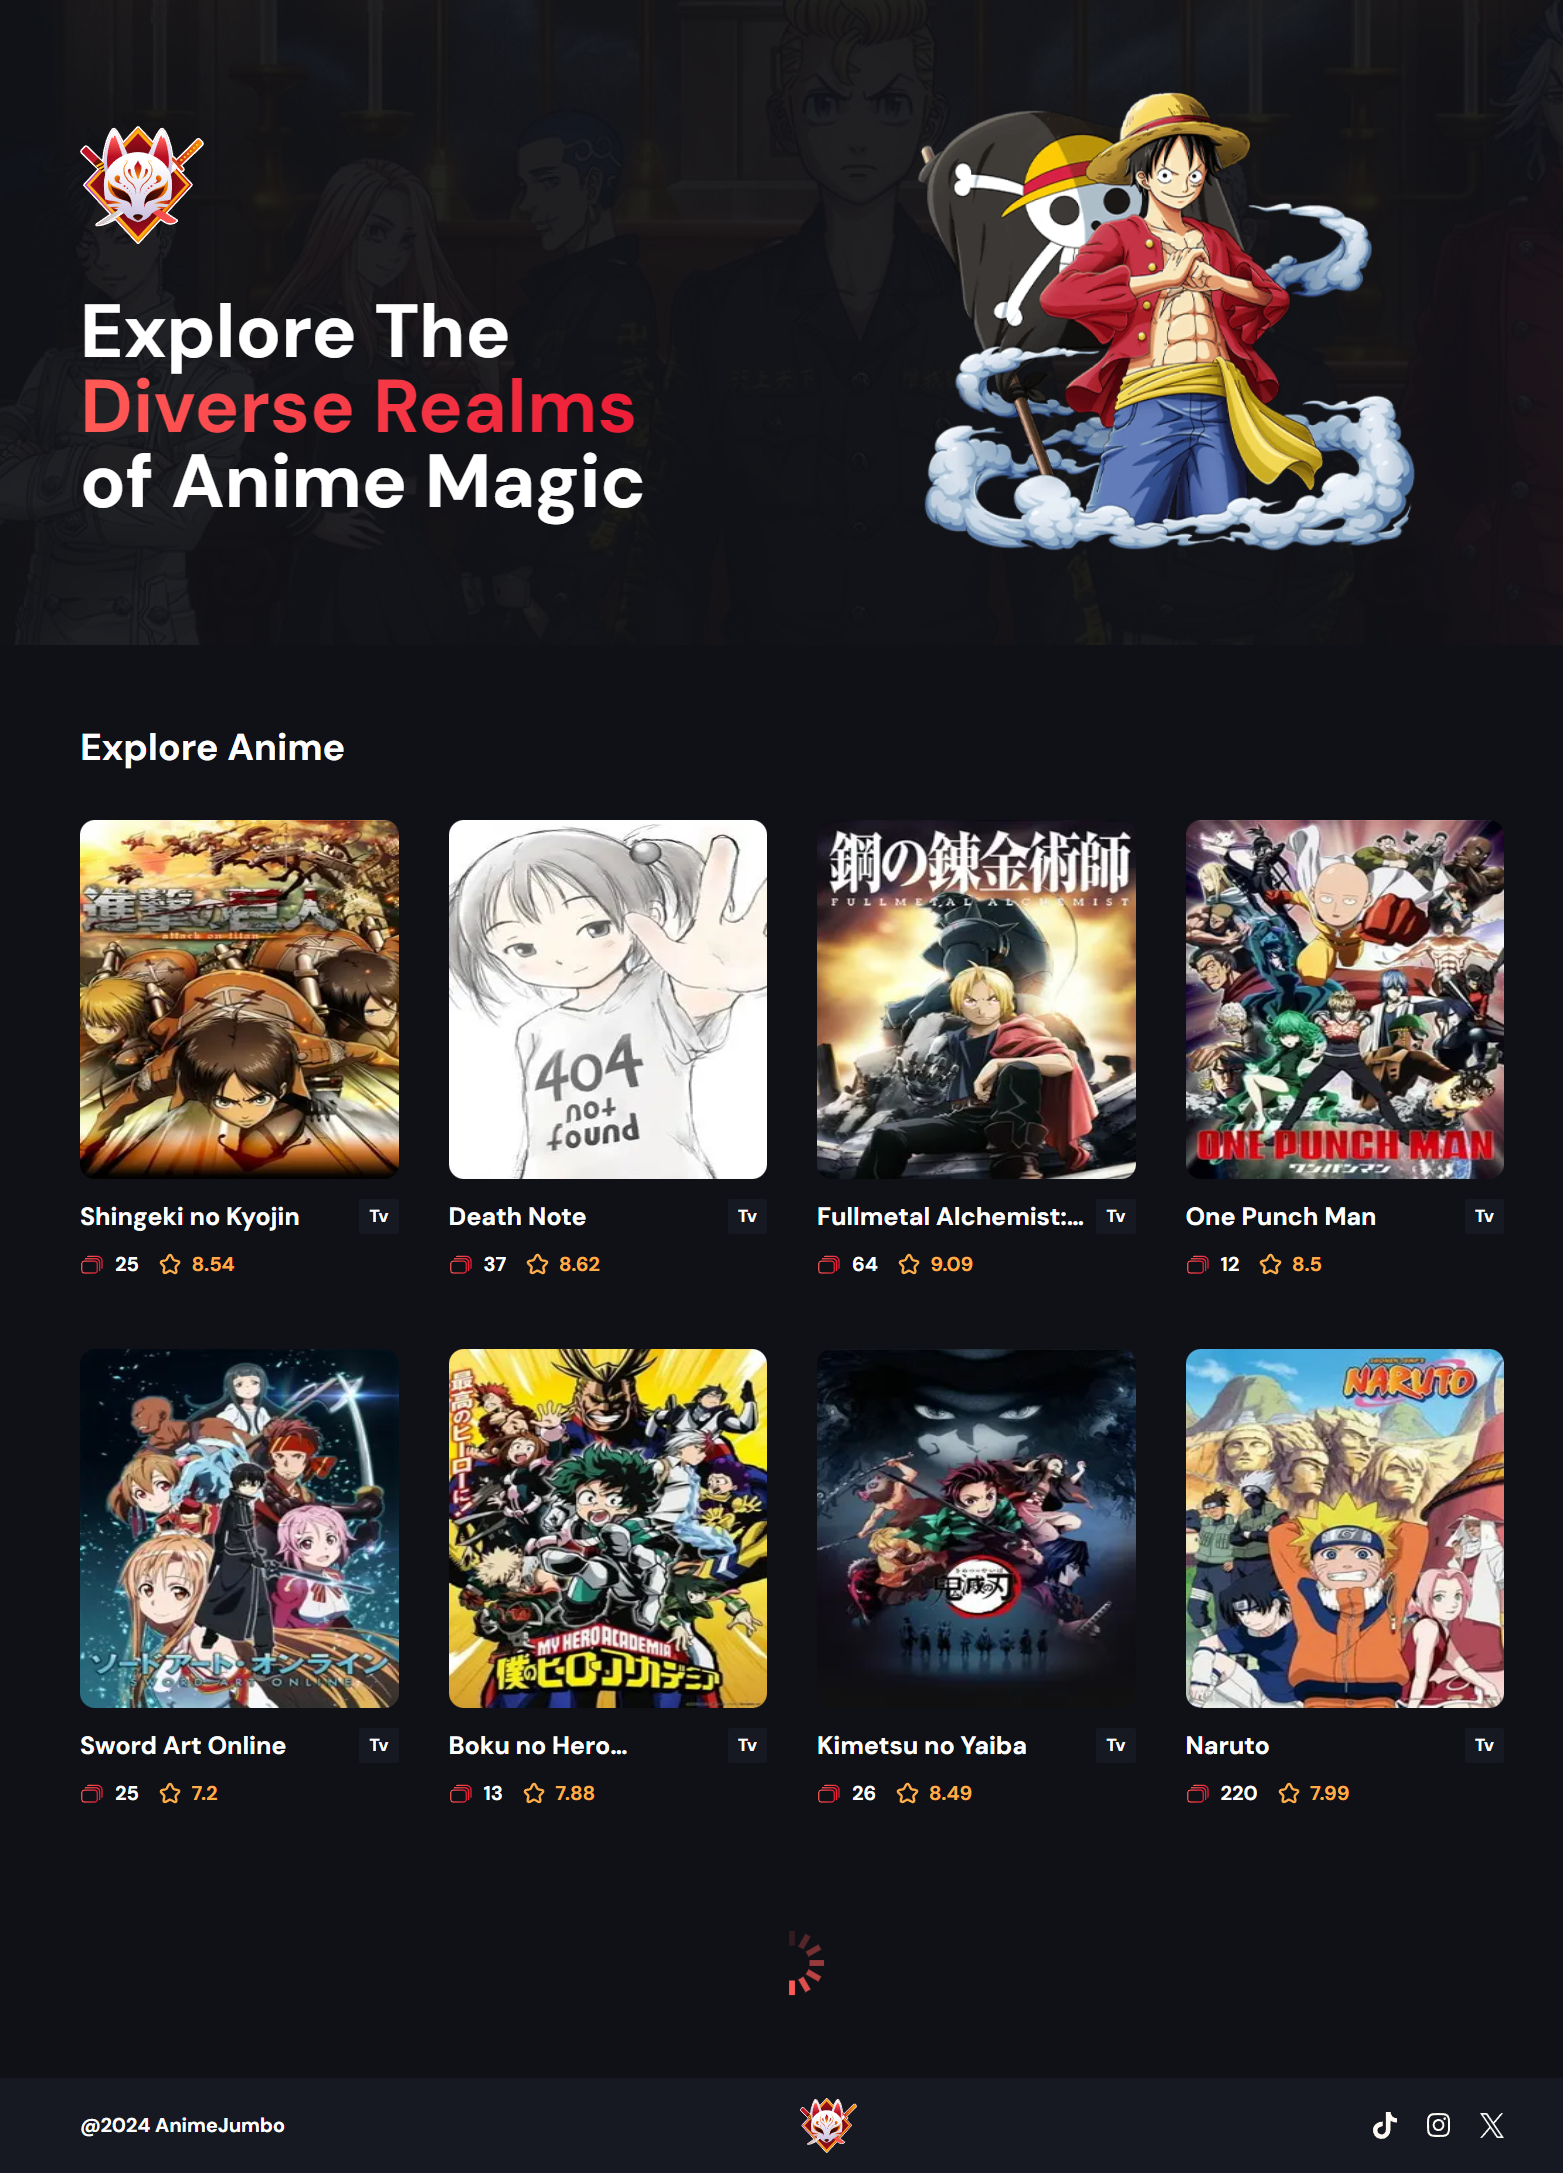 Explore The
Diverse Realms
of Anime Magic
Explore Anime
進撃の巨人
attack on titan
404
not
found
鋼の錬金術師
FULLMETAL ALCHEMIST
ONE PUNCH MAN
ワンパンマン
Shingeki no Kyojin
Tv
25
8.54
Death Note
Tv
37
8.62
Fullmetal Alchemist:...
Tv
64
9.09
One Punch Man
Tv
12
8.5
ソードアート・オンライン
SWORD ART ONLINE
最高のヒーローに!
MY HERO ACADEMIA
僕のヒーローアカデミア
鬼滅の刃
SHONEN JUMP'S
NARUTO
Sword Art Online
Tv
25
7.2
Boku no Hero...
Tv
13
7.88
Kimetsu no Yaiba
Tv
26
8.49
Naruto
Tv
220
7.99
@2024 AnimeJumbo